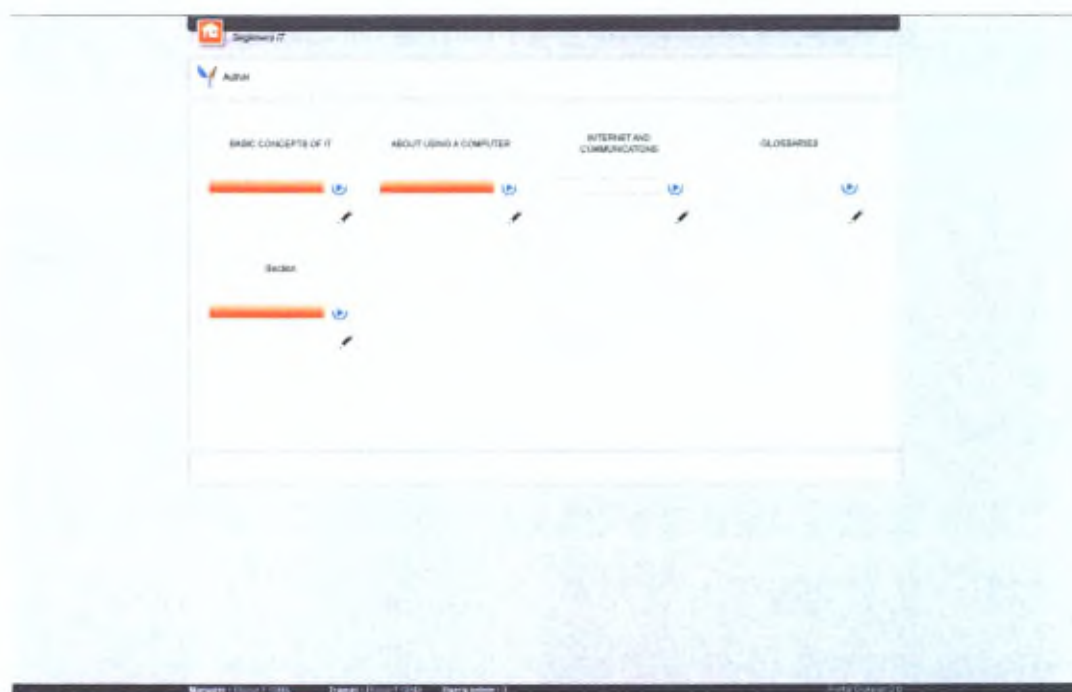 Beginners IT
Author
BASIC CONCEPTS OF IT
ABOUT USING A COMPUTER
INTERNET AND
COMMUNICATIONS
GLOSSARIES
Section